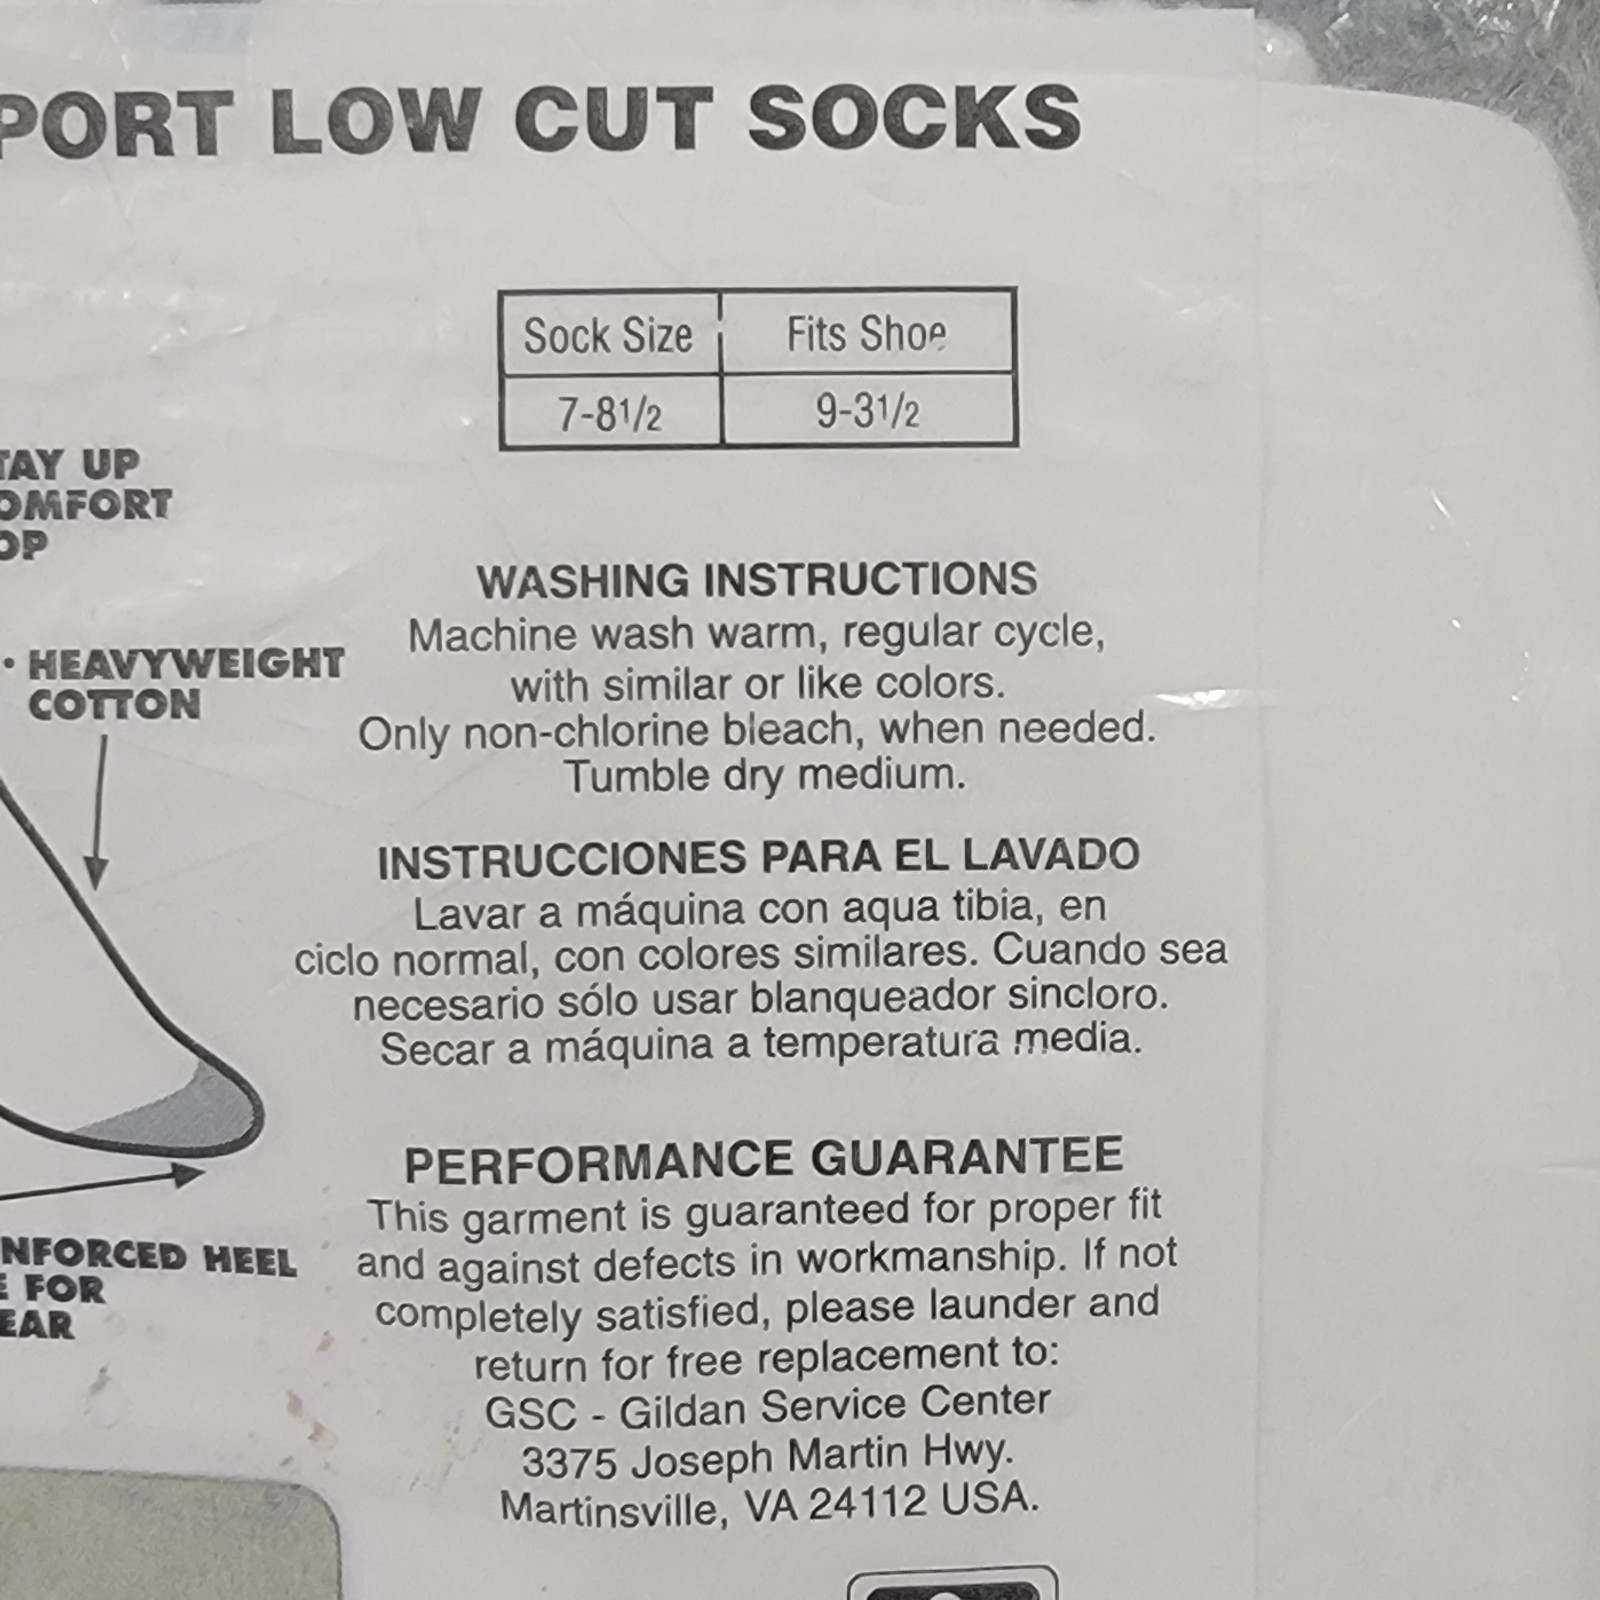 PORT LOW CUT SOCKS
Sock Size Fits Shoe
7-81/2 9-31/2
TAY UP
OMFORT
OP
• HEAVYWEIGHT
COTTON
WASHING INSTRUCTIONS
Machine wash warm, regular cycle,
with similar or like colors.
Only non-chlorine bleach, when needed.
Tumble dry medium.
INSTRUCCIONES PARA EL LAVADO
Lavar a máquina con aqua tibia, en
ciclo normal, con colores similares. Cuando sea
necesario sólo usar blanqueador sincloro.
Secar a máquina a temperatura media.
NFORCED HEEL
E FOR
EAR
PERFORMANCE GUARANTEE
This garment is guaranteed for proper fit
and against defects in workmanship. If not
completely satisfied, please launder and
return for free replacement to:
GSC - Gildan Service Center
3375 Joseph Martin Hwy.
Martinsville, VA 24112 USA.